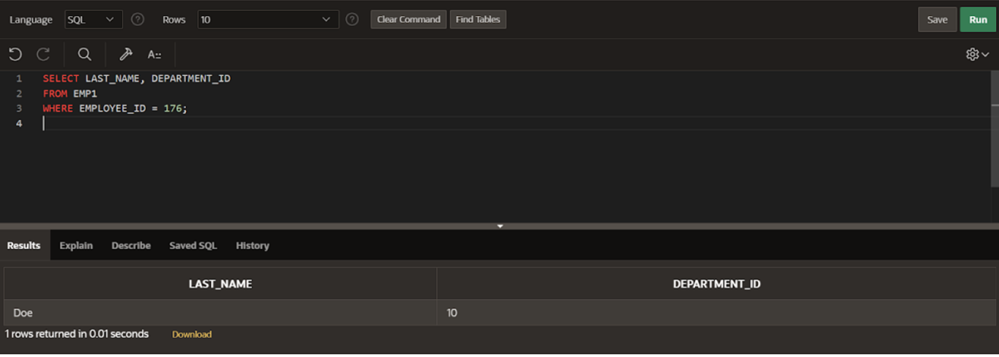 Language SQL Rows 10 Clear Command Find Tables Save Run
A::
1 SELECT LAST_NAME, DEPARTMENT_ID
2 FROM EMP1
3 WHERE EMPLOYEE_ID = 176;
4
Results Explain Describe Saved SQL History
LAST_NAME DEPARTMENT_ID
Doe 10
1 rows returned in 0.01 seconds Download